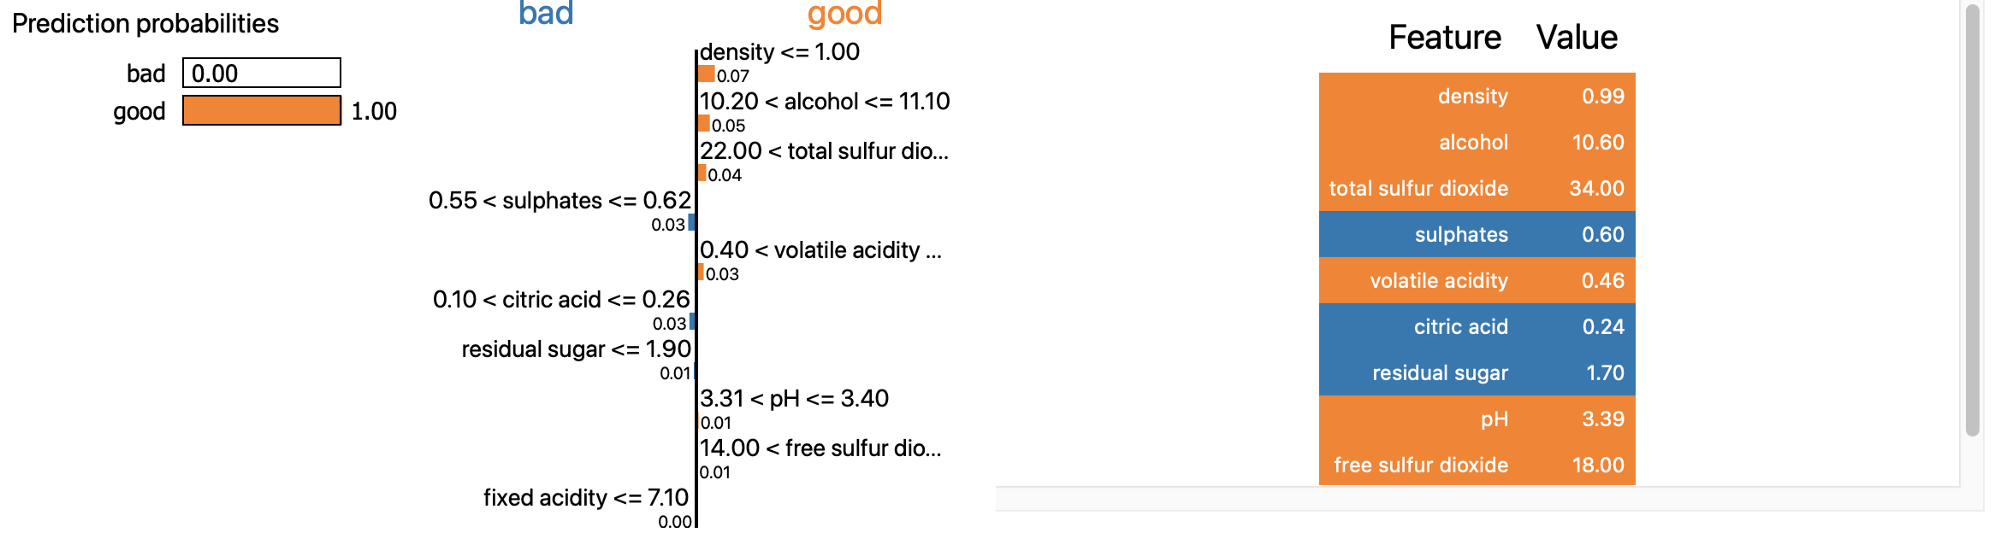 Prediction probabilities
bad 0.00
good 1.00
bad good
density <= 1.00
0.07
10.20 < alcohol <= 11.10
0.05
22.00 < total sulfur dio...
0.04
0.55 < sulphates <= 0.62
0.03
0.40 < volatile acidity ...
0.03
0.10 < citric acid <= 0.26
0.03
residual sugar <= 1.90
0.01
3.31 < pH <= 3.40
0.01
14.00 < free sulfur dio...
0.01
fixed acidity <= 7.10
0.00
Feature Value
density 0.99
alcohol 10.60
total sulfur dioxide 34.00
sulphates 0.60
volatile acidity 0.46
citric acid 0.24
residual sugar 1.70
pH 3.39
free sulfur dioxide 18.00